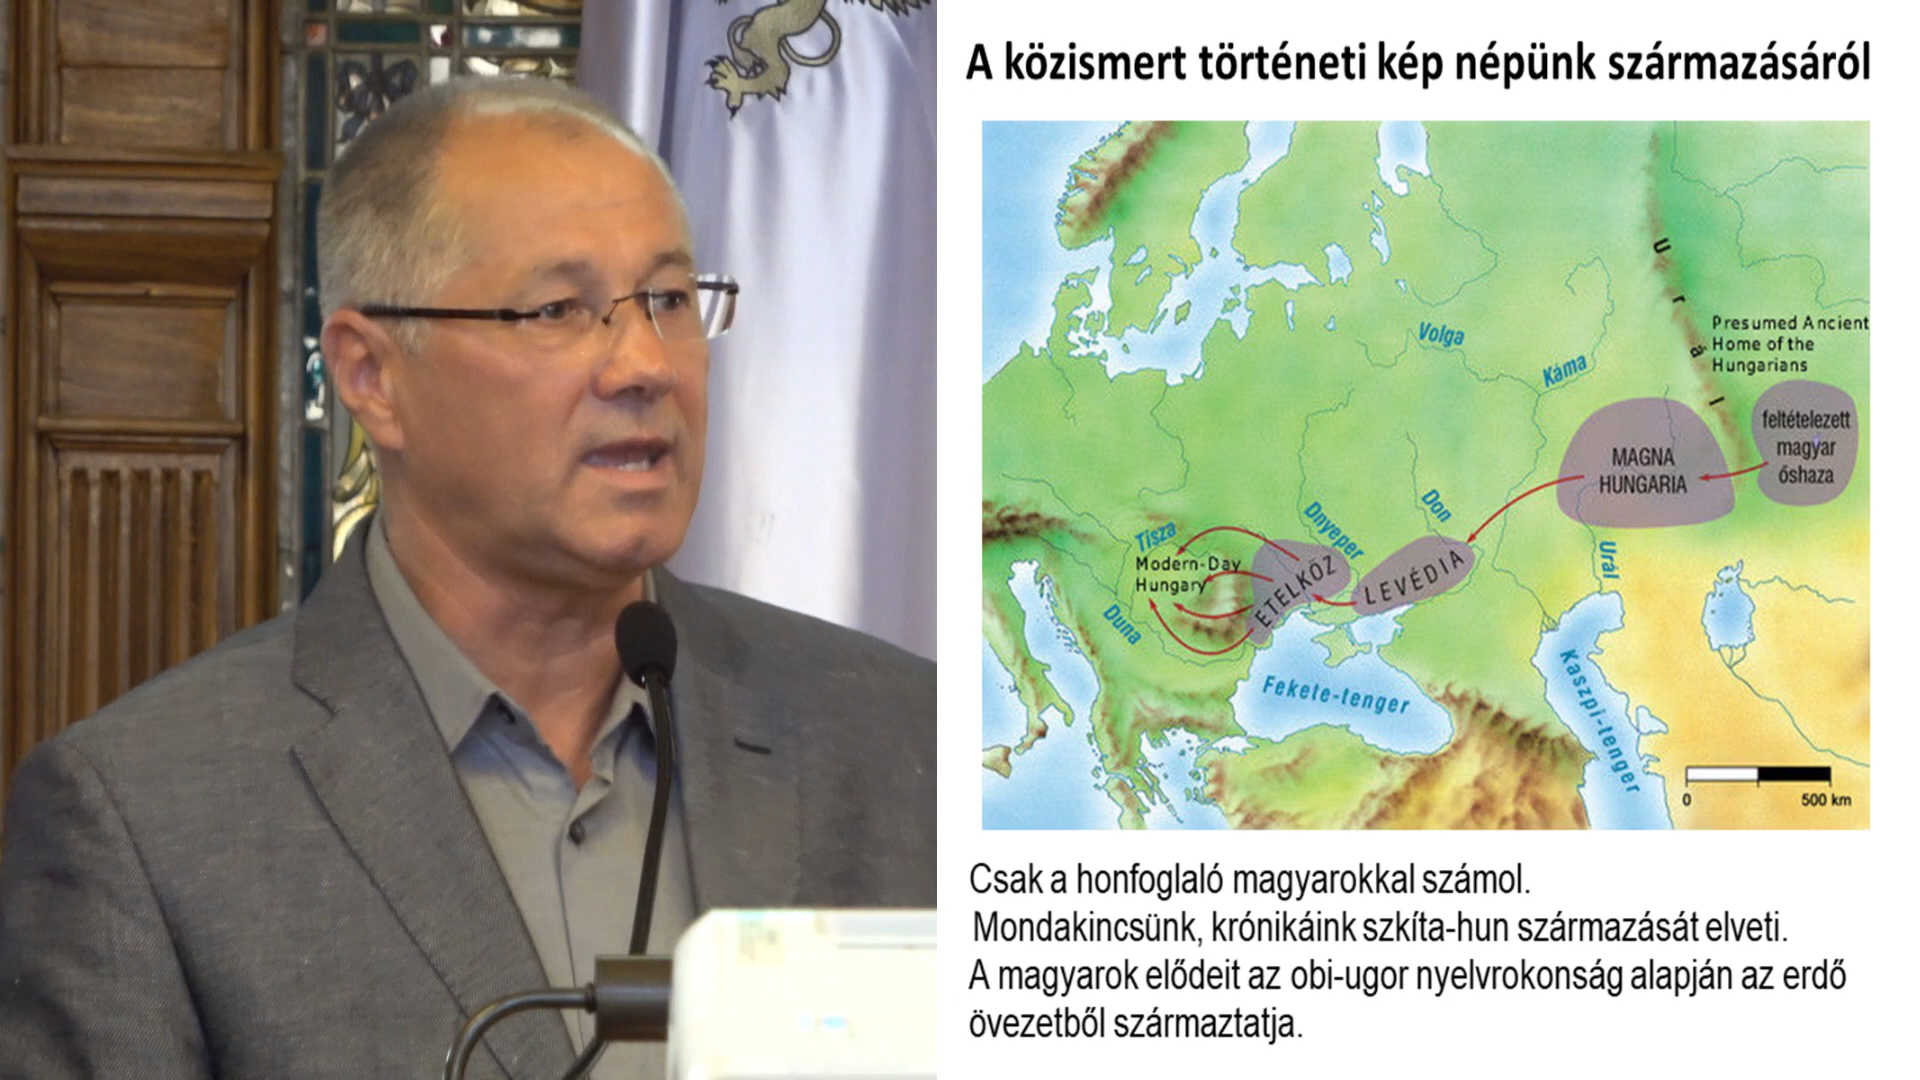 A közismert történeti kép népünk származásáról
U
r
a
l
Presumed Ancient
Home of the
Hungarians
Volga
Káma
feltételezett
magyar
őshaza
MAGNA
HUNGARIA
Don
Dnyeper
Tisza
Modern-Day
Hungary
ETELKÖZ
LEVÉDIA
Urál
Duna
Fekete-tenger
Kaszpi-tenger
0
500 km
Csak a honfoglaló magyarokkal számol.
Mondakincsünk, krónikáink szkíta-hun származását elveti.
A magyarok elődeit az obi-ugor nyelvrokonság alapján az erdő
övezetből származtatja.